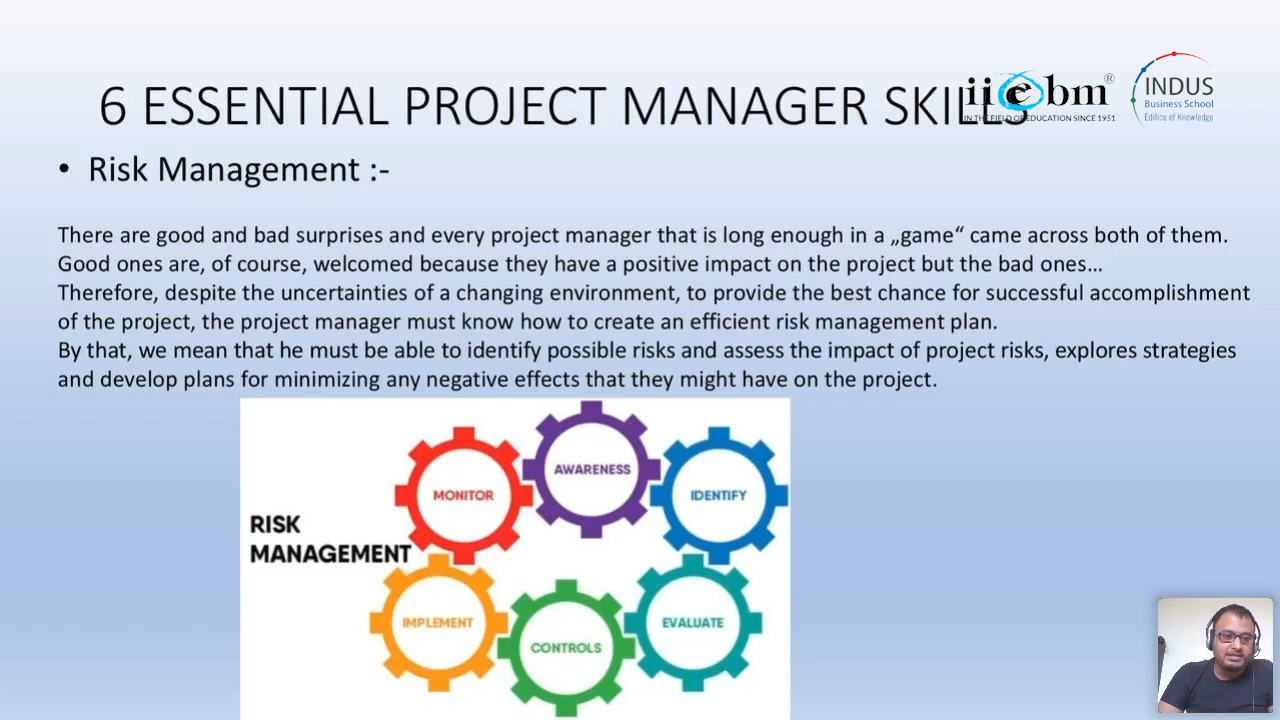 6 ESSENTIAL PROJECT MANAGER SKILLS
iiebm®
IN THE FIELD OF EDUCATION SINCE 1951
INDUS
Business School
Edifice of Knowledge
• Risk Management :-
There are good and bad surprises and every project manager that is long enough in a „game“ came across both of them.
Good ones are, of course, welcomed because they have a positive impact on the project but the bad ones…
Therefore, despite the uncertainties of a changing environment, to provide the best chance for successful accomplishment
of the project, the project manager must know how to create an efficient risk management plan.
By that, we mean that he must be able to identify possible risks and assess the impact of project risks, explores strategies
and develop plans for minimizing any negative effects that they might have on the project.
AWARENESS
MONITOR
IDENTIFY
RISK
MANAGEMENT
IMPLEMENT
EVALUATE
CONTROLS